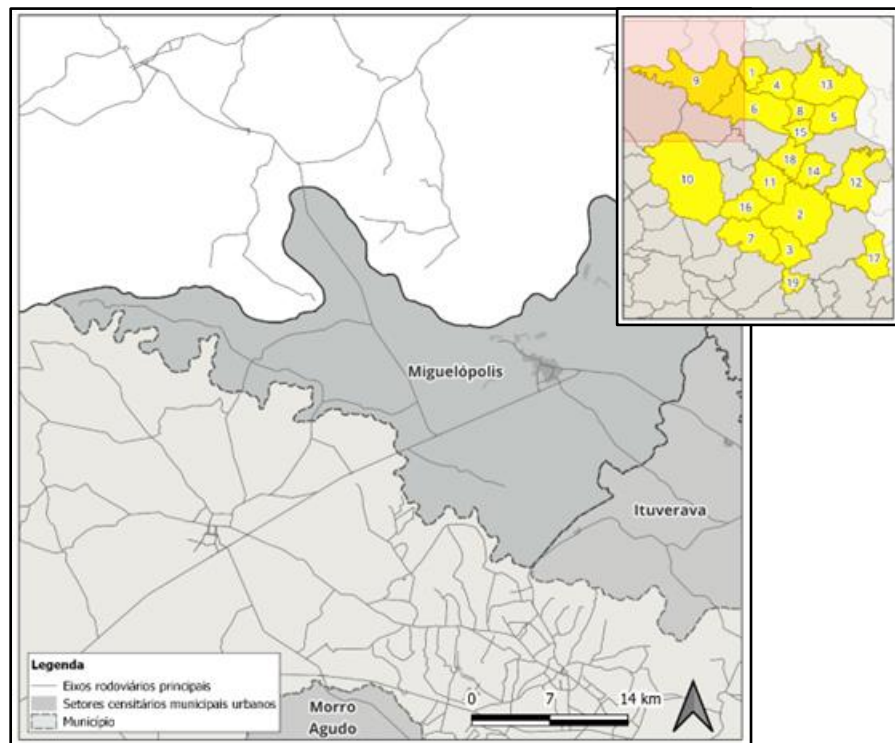 9
1
4
13
6
8
5
15
10
18
14
12
11
16
2
7
3
17
19
Miguelópolis
Ituverava
Legenda
Eixos rodoviários principais
Setores censitários municipais urbanos
Município
Morro
Agudo
0 7 14 km